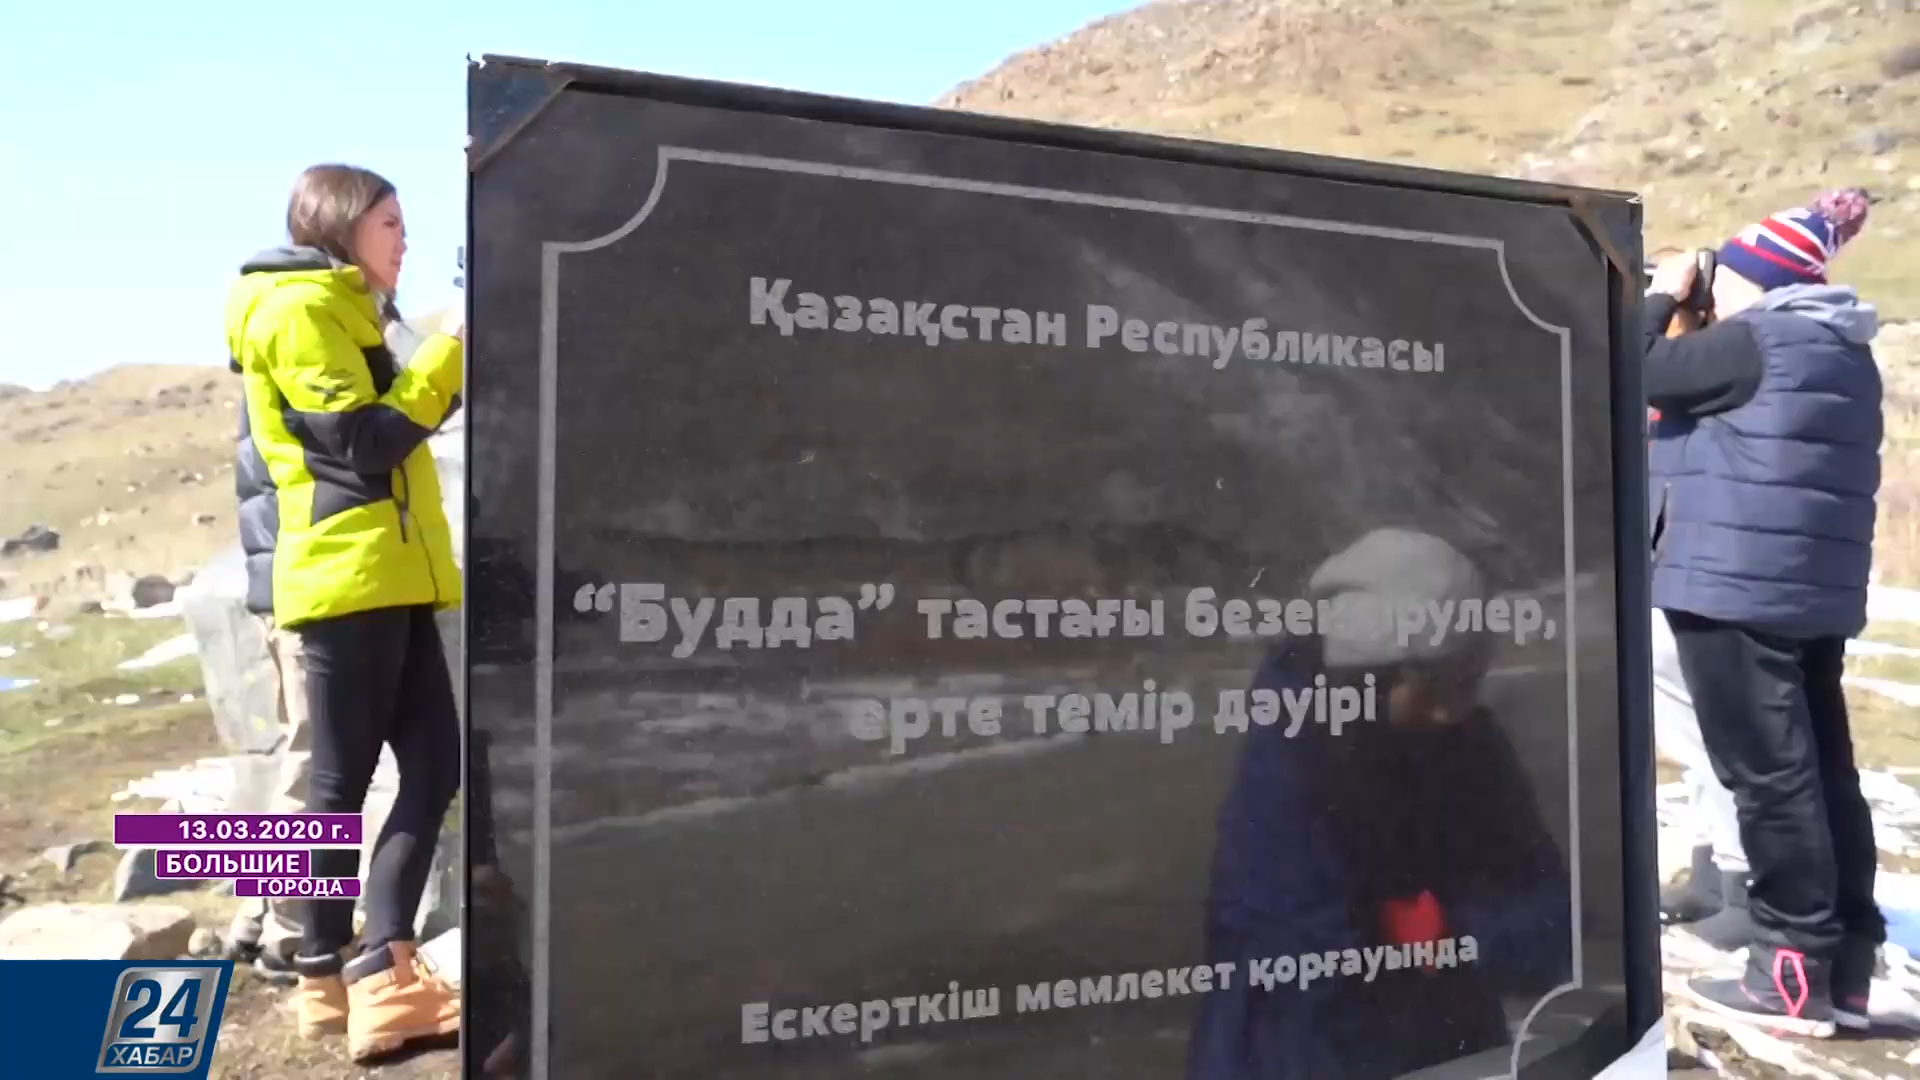 Қазақстан Республикасы
“Будда” тастағы
ерте темір дәуірі
Ескерткіш мемлекет қорғауында
13.03.2020 г.
БОЛЬШИЕ
ГОРОДА
24
ХАБАР